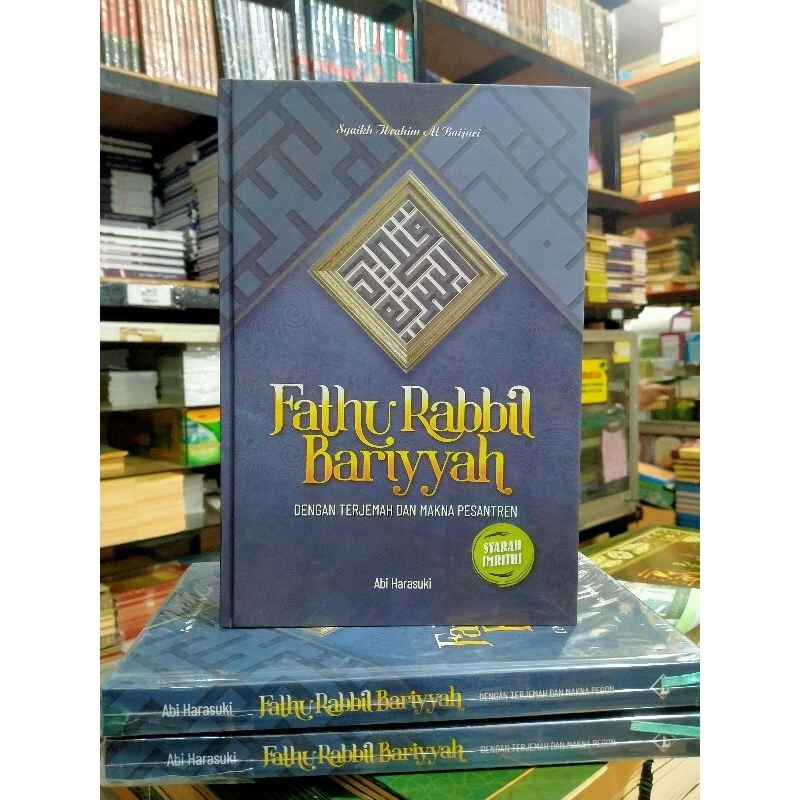 Syaikh Ibrahim Al Baijuri
Fathu Rabbil
Bariyyah
DENGAN TERJEMAH DAN MAKNA PESANTREN
SYARAH
IMRITHI
Abi Harasuki
Abi Harasuki Fathu Rabbil Bariyyah DENGAN TERJEMAH DAN MAKNA PEGON
Abi Harasuki Fathu Rabbil Bariyyah DENGAN TERJEMAH DAN MAKNA PEGON